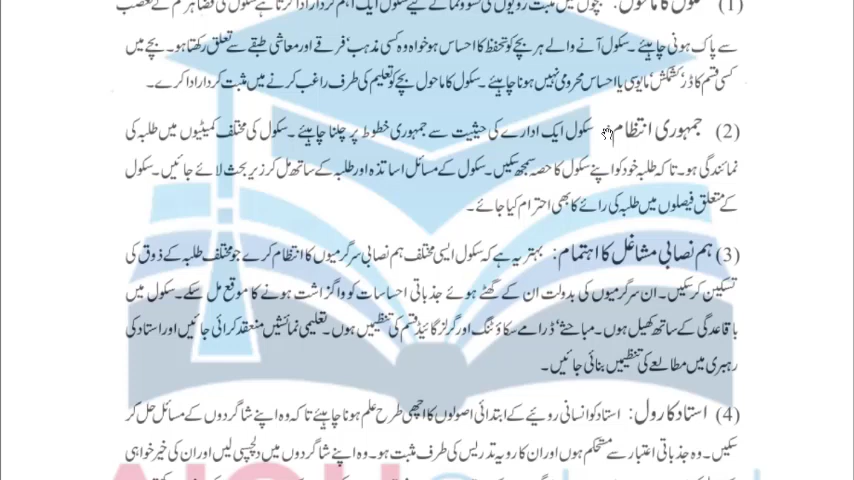 (1) سکول کا ماحول: بچوں میں مثبت رویوں کی نشوونما کے لیے سکول ایک اہم کردار ادا کرتا ہے سکول کی فضا ہر قسم کے تعصب
سے پاک ہونی چاہیئے۔ سکول آنے والے ہر بچے کو تحفظ کا احساس ہو خواہ وہ کسی مذہب' فرقے اور معاشی طبقے سے تعلق رکھتا ہو۔ بچے میں
کسی قسم کا ڈر' کشمکش' مایوسی یا احساس محرومی نہیں ہونا چاہیئے۔ سکول کا ماحول بچے کو تعلیم کی طرف راغب کرنے میں مثبت کردار ادا کرے۔
(2) جمہوری انتظام: سکول ایک ادارے کی حیثیت سے جمہوری خطوط پر چلنا چاہیئے۔ سکول کی مختلف کمیٹیوں میں طلبہ کی
نمائندگی ہو۔ تا کہ طلبہ خود کو اپنے سکول کا حصہ سمجھ سکیں۔ سکول کے مسائل اساتذہ اور طلبہ کے ساتھ مل کر زیر بحث لائے جائیں۔ سکول
کے متعلق فیصلوں میں طلبہ کی رائے کا بھی احترام کیا جائے۔
(3) ہم نصابی مشاغل کا اہتمام: بہتر یہ ہے کہ سکول ایسی مختلف ہم نصابی سرگرمیوں کا انتظام کرے جو مختلف طلبہ کے ذوق کی
تسکین کر سکیں۔ ان سرگرمیوں کی بدولت ان کے گھٹے ہوئے جذباتی احساسات کو واگزاشت ہونے کا موقع مل سکے۔ سکول میں
باقاعدگی کے ساتھ کھیل ہوں۔ مباحثے' ڈرامے سکاؤٹنگ اور گرلز گائیڈ قسم کی تنظیمیں ہوں۔ تعلیمی نمائشیں منعقد کرائی جائیں اور استاد کی
رہبری میں مطالعے کی تنظیمیں بنائی جائیں۔
(4) استاد کا رول: استاد کو انسانی روئیے کے ابتدائی اصولوں کا اچھی طرح علم ہونا چاہیئے تا کہ وہ اپنے شاگردوں کے مسائل حل کر
سکیں۔ وہ جذباتی اعتبار سے مستحکم ہوں اور ان کا رویہ تدریس کی طرف مثبت ہو۔ وہ اپنے شاگردوں میں دلچسپی لیں اور ان کی خیر خواہی